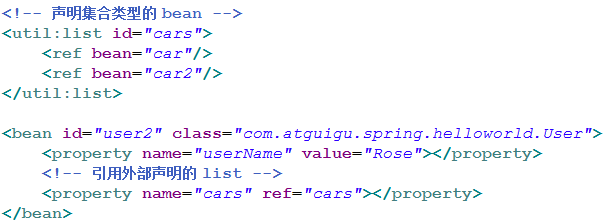 <!-- 声明集合类型的 bean -->
<util:list id="cars">
<ref bean="car"/>
<ref bean="car2"/>
</util:list>
<bean id="user2" class="com.atguigu.spring.helloworld.User">
<property name="userName" value="Rose"></property>
<!-- 引用外部声明的 list -->
<property name="cars" ref="cars"></property>
</bean>